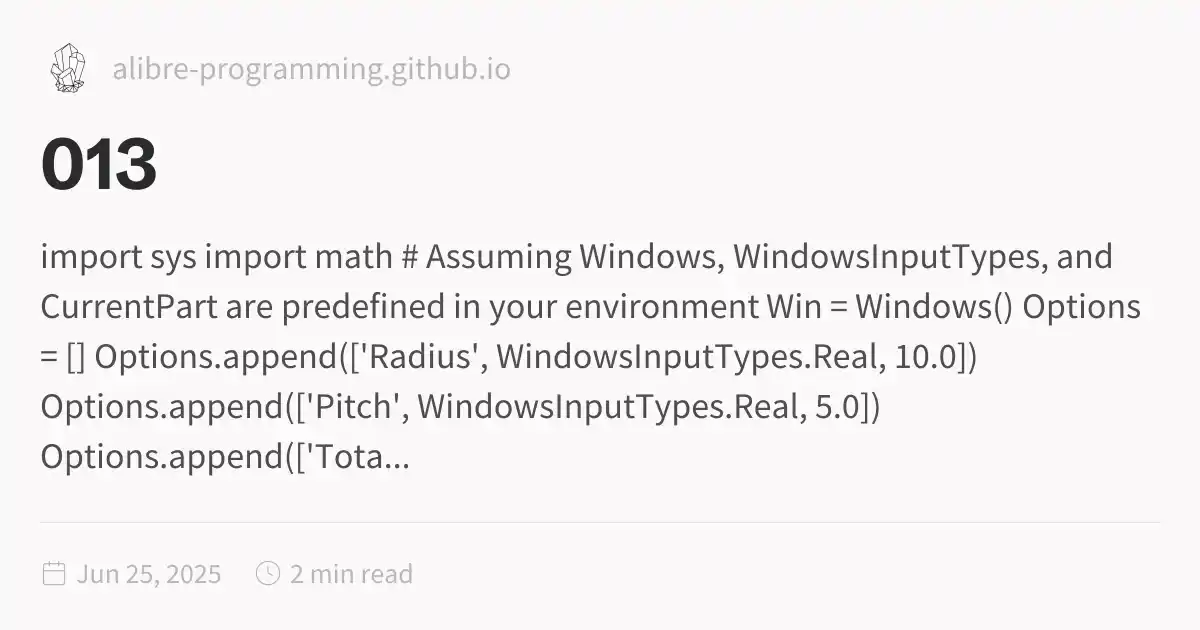 alibre-programming.github.io
013
import sys import math # Assuming Windows, WindowsInputTypes, and
CurrentPart are predefined in your environment Win = Windows() Options
= [] Options.append(['Radius', WindowsInputTypes.Real, 10.0])
Options.append(['Pitch', WindowsInputTypes.Real, 5.0])
Options.append(['Tota...
Jun 25, 2025 2 min read